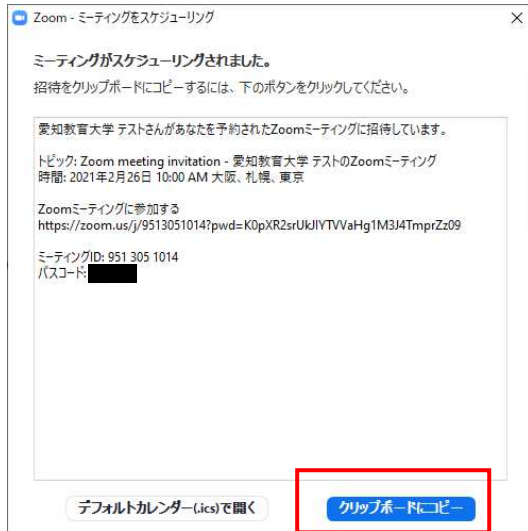 Zoom - ミーティングをスケジューリング
ミーティングがスケジューリングされました。
招待をクリップボードにコピーするには、下のボタンをクリックしてください。
愛知教育大学 テストさんがあなたを予約されたZoomミーティングに招待しています。
トピック: Zoom meeting invitation - 愛知教育大学 テストのZoomミーティング
時間: 2021年2月26日 10:00 AM 大阪、札幌、東京
Zoomミーティングに参加する
https://zoom.us/j/9513051014?pwd=K0pXR2srUkJIYTVVaHg1M3J4TmprZz09
ミーティングID: 951 305 1014
パスコード:
デフォルトカレンダー(.ics)で開く
クリップボードにコピー